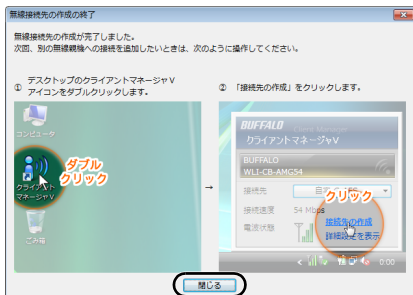 無線接続先の作成の終了
無線接続先の作成が完了しました。
次回、別の無線親機への接続を追加したいときは、次のように操作してください。
① デスクトップのクライアントマネージャV
アイコンをダブルクリックします。
② 「接続先の作成」をクリックします。
コンピュータ
クライアント
マネージャV
ごみ箱
ダブル
クリック
→
BUFFALO
Client Manager
クライアントマネージャV
BUFFALO
WLI-CB-AMG54
接続先
接続速度 54 Mbps
電波状態
クリック
接続先の作成
詳細設定を表示
0:00
閉じる